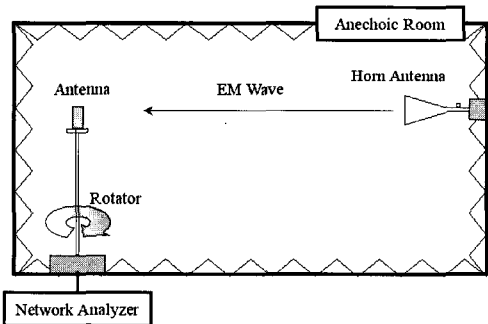 Anechoic Room
Horn Antenna
Antenna
EM Wave
Rotator
Network Analyzer